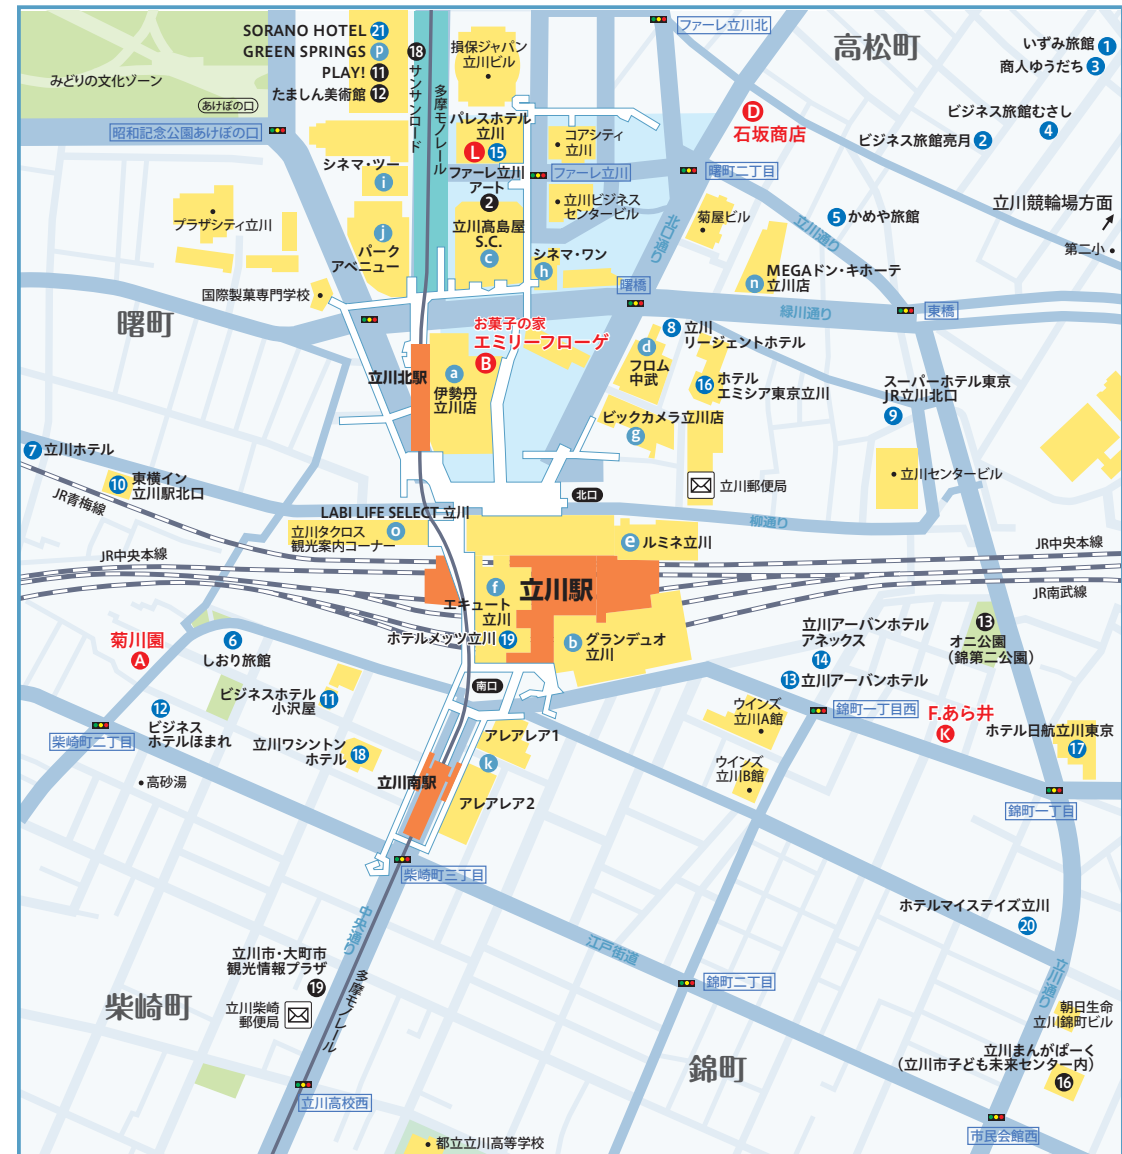 SORANO HOTEL 21
GREEN SPRINGS p
PLAY! 11
たましん美術館 12
みどりの文化ゾーン
あけぼの口
昭和記念公園あけぼの口
18
サンサンロード
多摩モノレール
損保ジャパン
立川ビル
パレスホテル
立川
L 15
ファーレ立川
アート
2
コアシティ
立川
ファーレ立川
立川ビジネス
センタービル
ファーレ立川北
高松町
いずみ旅館 1
商人ゆうだち 3
ビジネス旅館むさし
4
ビジネス旅館亮月 2
D
石坂商店
曙町二丁目
立川競輪場方面
第二小
5 かめや旅館
立川通り
北口通り
菊屋ビル
シネマ・ツー
i
プラザシティ立川
j
パーク
アベニュー
立川髙島屋
S.C.
c
シネマ・ワン
h
MEGAドン・キホーテ
n 立川店
国際製菓専門学校
曙橋
緑川通り
東橋
曙町
お菓子の家
エミリーフローゲ
B
8 立川
リージェントホテル
d
フロム
中武
16 ホテル
エミシア東京立川
立川北駅
a
伊勢丹
立川店
スーパーホテル東京
JR立川北口
9
ビックカメラ立川店
g
7 立川ホテル
10 東横イン
立川駅北口
JR青梅線
立川センタービル
立川郵便局
北口
柳通り
LABI LIFE SELECT 立川
立川タクロス
観光案内コーナー
o
e ルミネ立川
JR中央本線
JR中央本線
JR南武線
f
エキュート
立川
立川駅
ホテルメッツ立川 19
b グランデュオ
立川
菊川園
A
6
しおり旅館
立川アーバンホテル
アネックス
14
13 立川アーバンホテル
13
オニ公園
(錦第二公園)
南口
ビジネスホテル
小沢屋 11
12
ビジネス
ホテルほまれ
柴崎町二丁目
高砂湯
立川ワシントン
ホテル 18
立川南駅
アレアレア1
k
アレアレア2
ウインズ
立川A館
ウインズ
立川B館
錦町一丁目西
F.あら井
K
ホテル日航立川東京
17
錦町一丁目
柴崎町三丁目
中央通り
多摩モノレール
江戸街道
ホテルマイステイズ立川
20
立川通り
立川市・大町市
観光情報プラザ
19
立川柴崎
郵便局
柴崎町
錦町二丁目
錦町
朝日生命
立川錦町ビル
立川まんがぱーく
(立川市子ども未来センター内)
16
立川高校西
市民会館西
都立立川高等学校